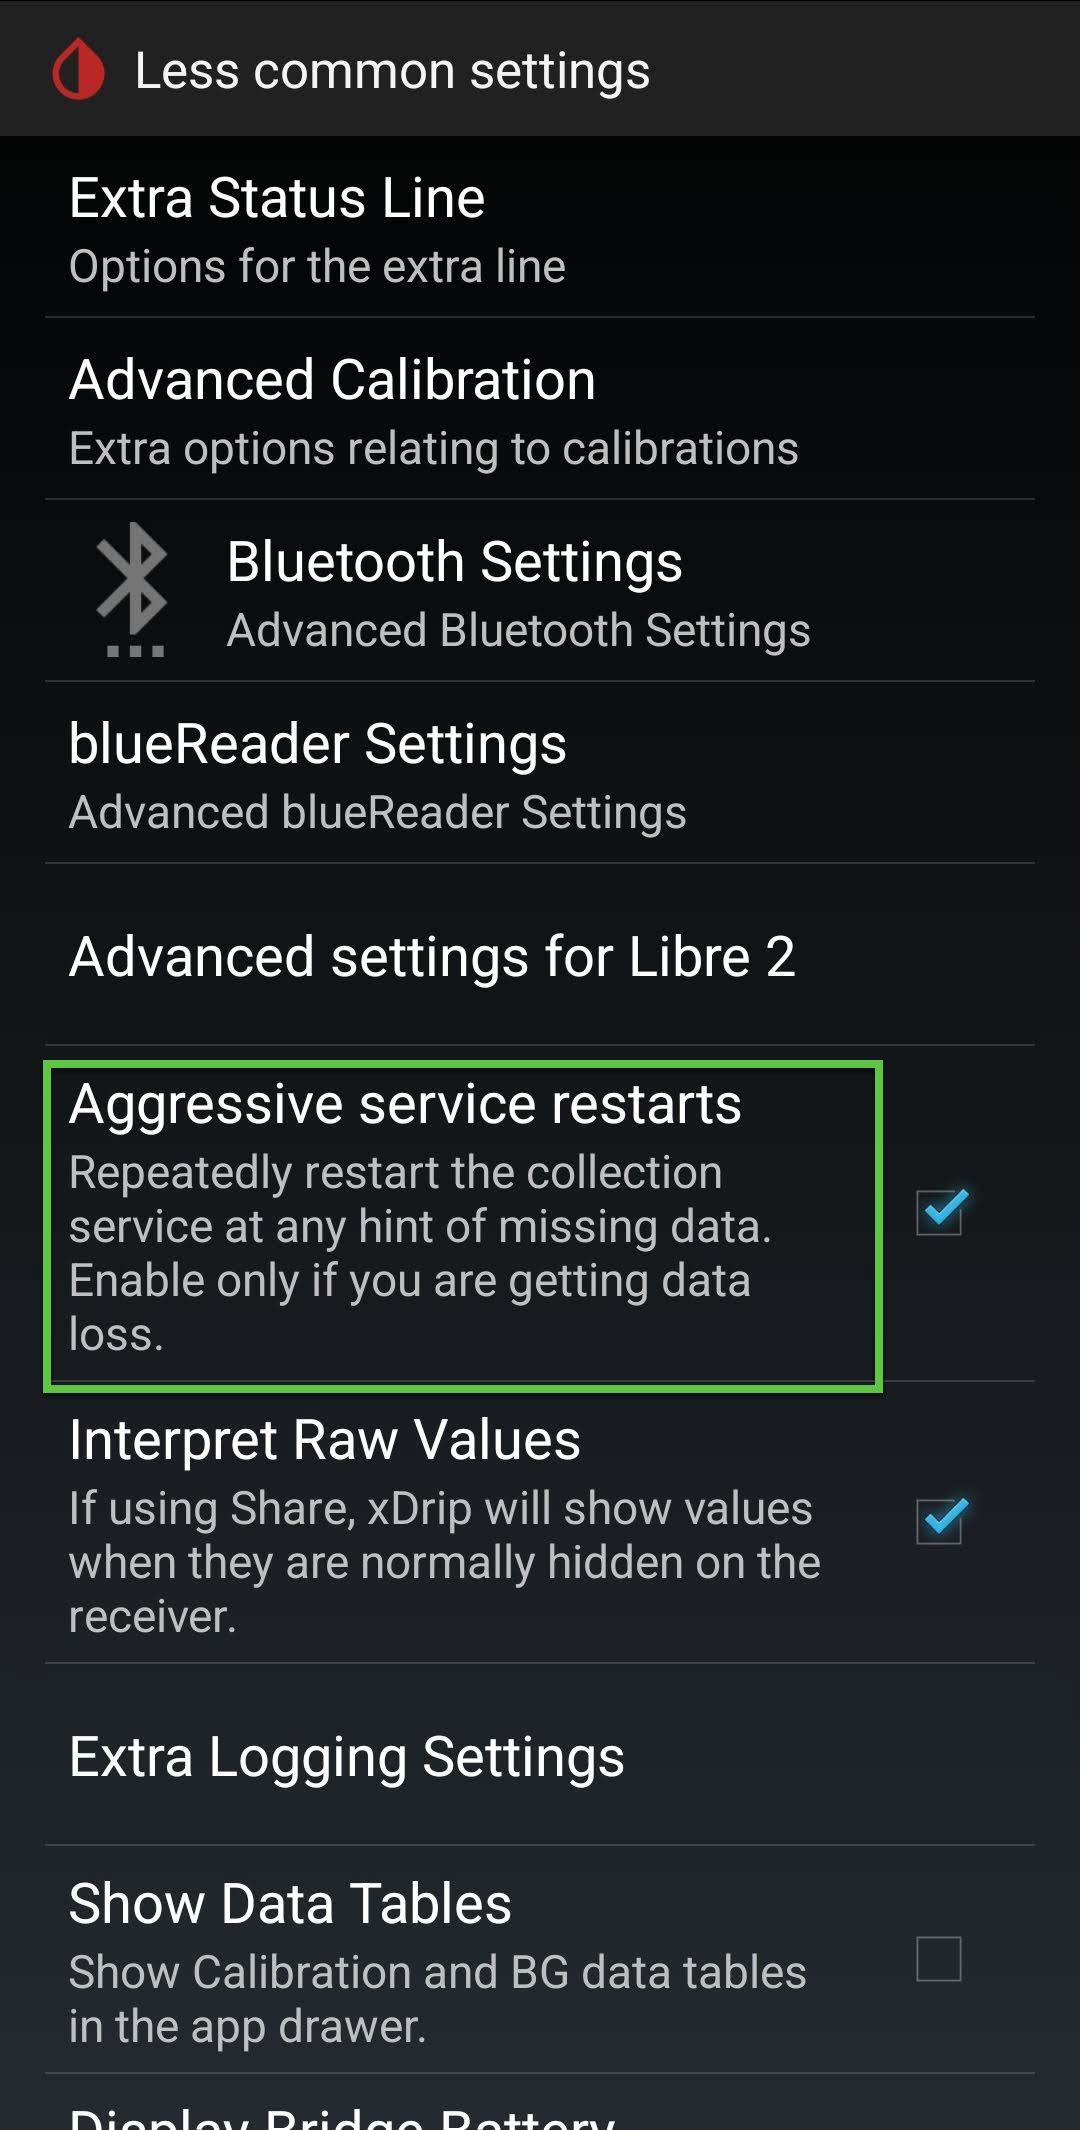 Less common settings
Extra Status Line
Options for the extra line
Advanced Calibration
Extra options relating to calibrations
Bluetooth Settings
Advanced Bluetooth Settings
blueReader Settings
Advanced blueReader Settings
Advanced settings for Libre 2
Aggressive service restarts
Repeatedly restart the collection
service at any hint of missing data.
Enable only if you are getting data
loss.
Interpret Raw Values
If using Share, xDrip will show values
when they are normally hidden on the
receiver.
Extra Logging Settings
Show Data Tables
Show Calibration and BG data tables
in the app drawer.
Display Bridge Battery